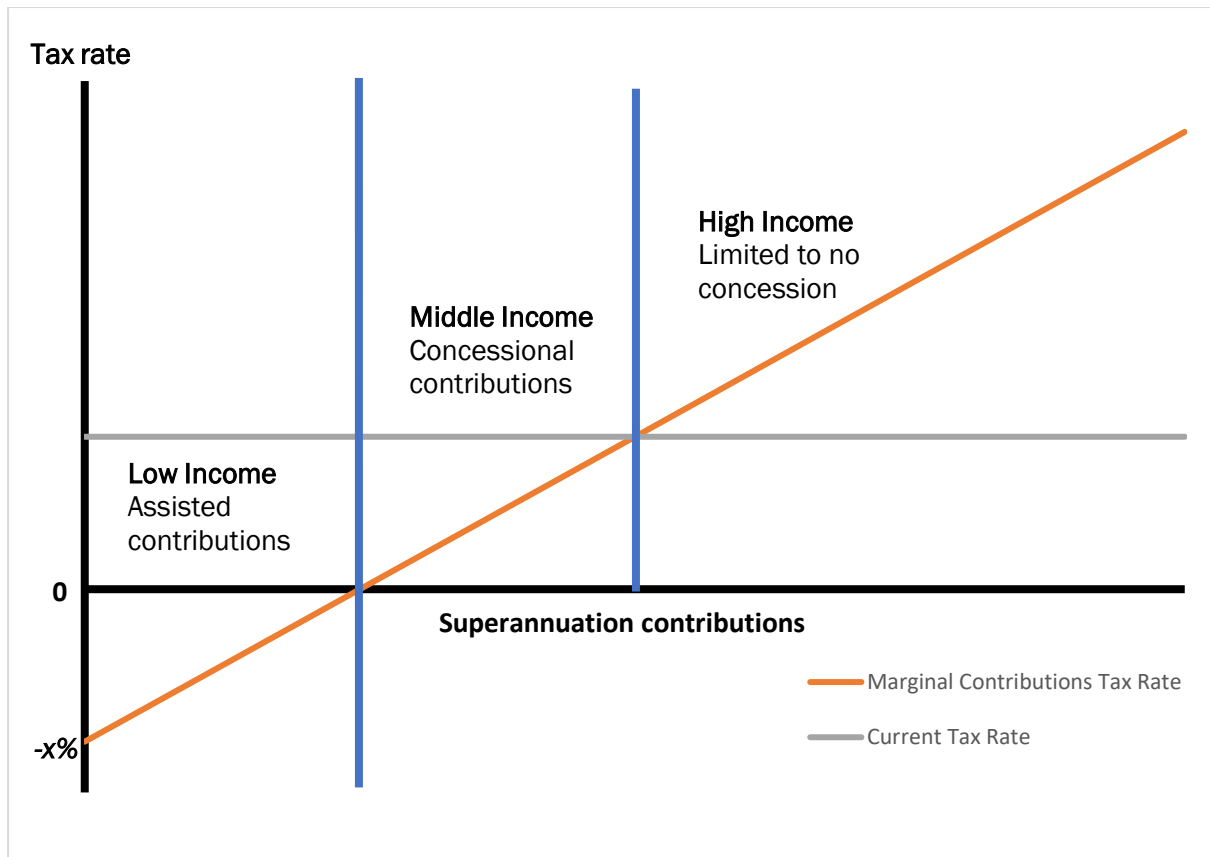 Tax rate
High Income
Limited to no
concession
Middle Income
Concessional
contributions
Low Income
Assisted
contributions
0
Superannuation contributions
Marginal Contributions Tax Rate
Current Tax Rate
-x%